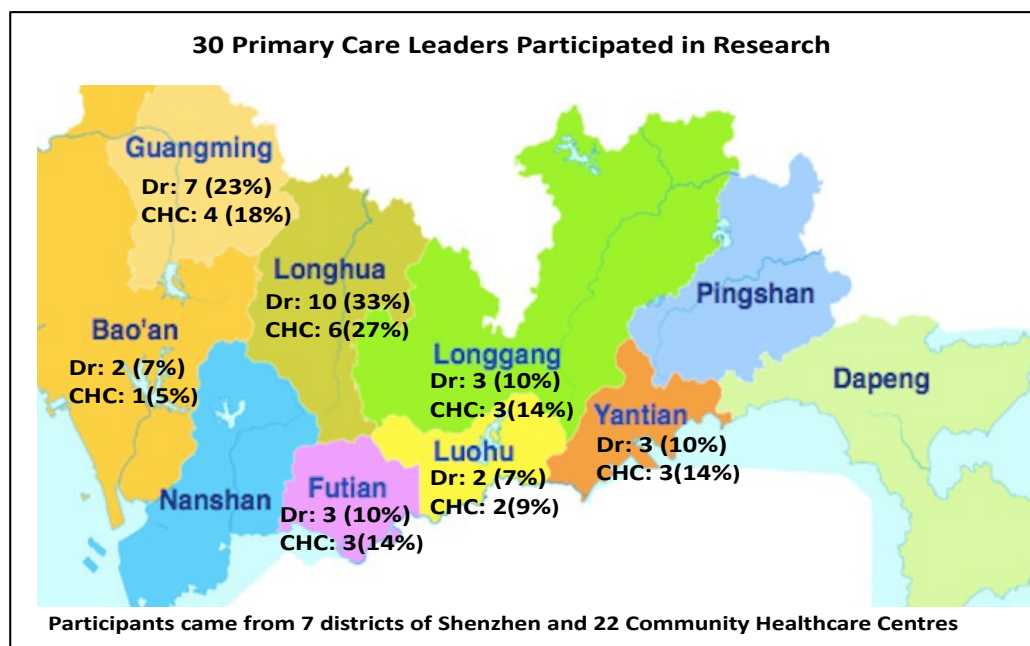 30 Primary Care Leaders Participated in Research
Guangming
Dr: 7 (23%)
CHC: 4 (18%)
Longhua
Dr: 10 (33%)
CHC: 6(27%)
Pingshan
Bao'an
Dr: 2 (7%)
CHC: 1(5%)
Longgang
Dr: 3 (10%)
CHC: 3(14%)
Dapeng
Yantian
Dr: 3 (10%)
CHC: 3(14%)
Luohu
Dr: 2 (7%)
CHC: 2(9%)
Nanshan
Futian
Dr: 3 (10%)
CHC: 3(14%)
Participants came from 7 districts of Shenzhen and 22 Community Healthcare Centres